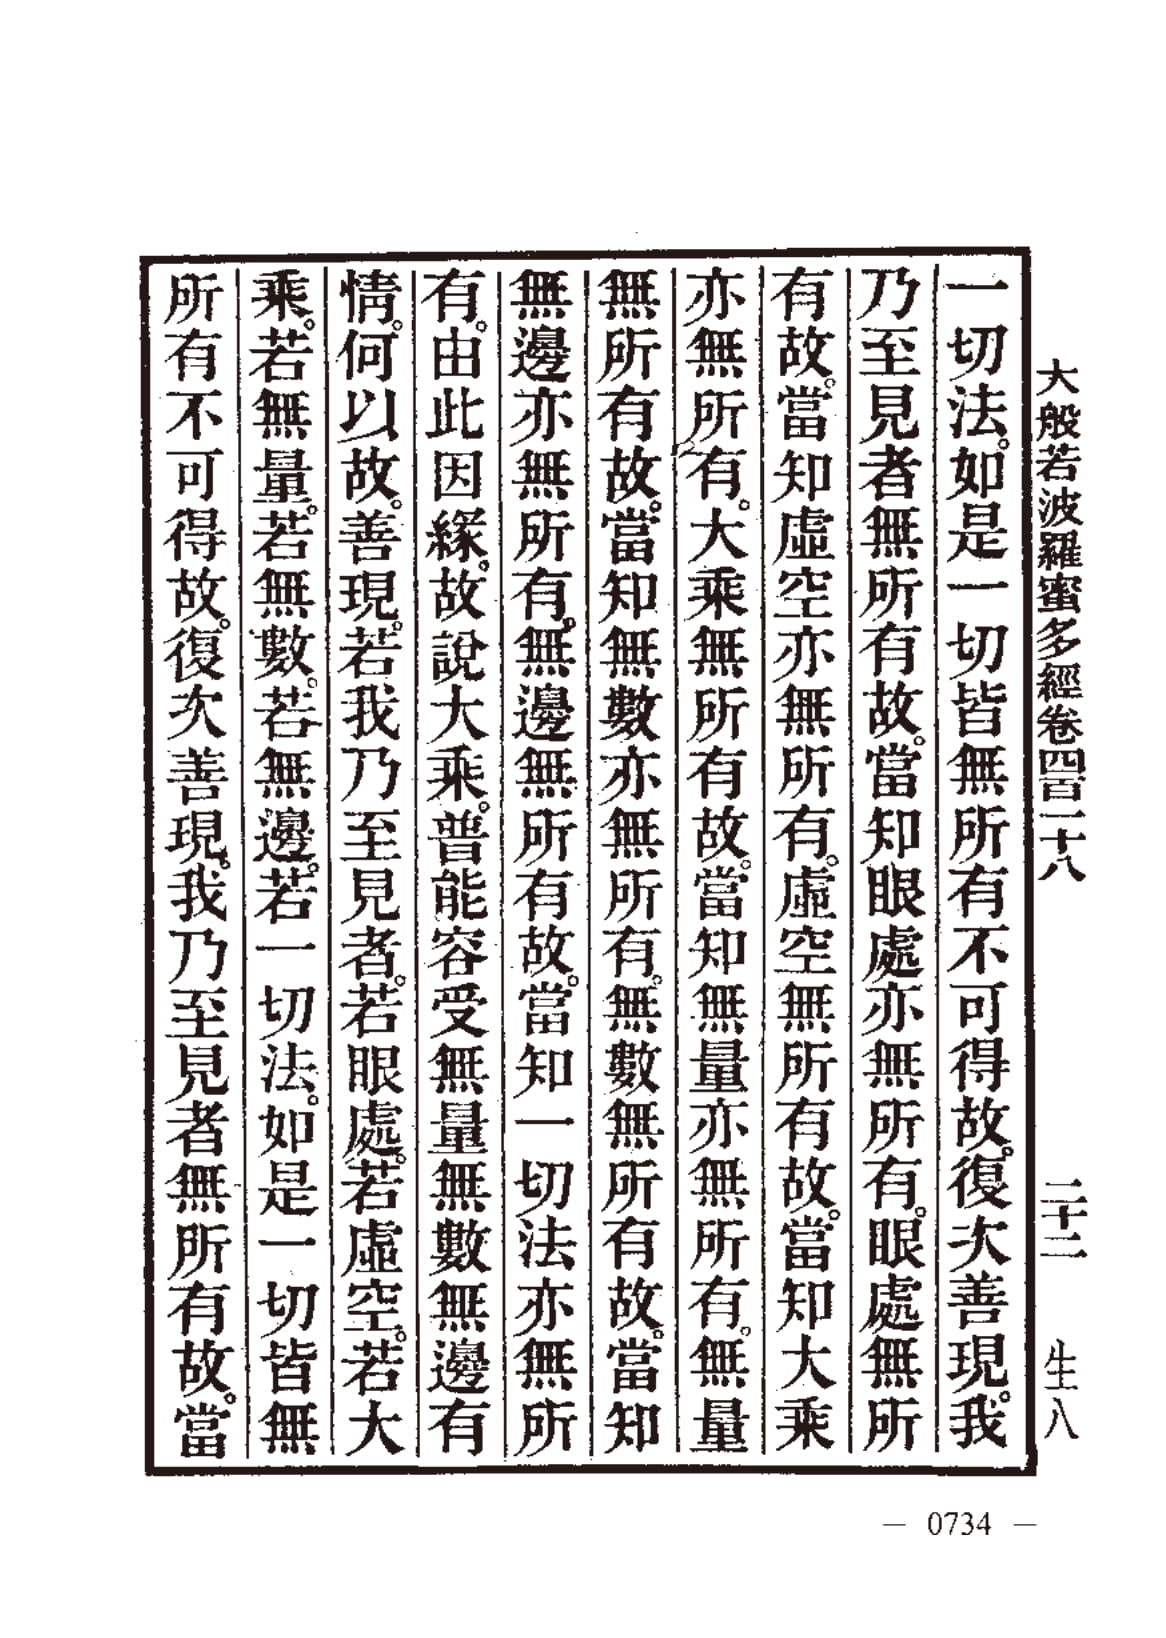 大般若波羅蜜多經卷四百一十八 二十二 生八
一切法。如是一切皆無所有不可得故。復次善現。我
乃至見者無所有故。當知眼處亦無所有。眼處無所
有故。當知虛空亦無所有。虛空無所有故。當知大乘
亦無所有。大乘無所有故。當知無量亦無所有。無量
無所有故。當知無數亦無所有。無數無所有故。當知
無邊亦無所有。無邊無所有故。當知一切法亦無所
有。由此因緣。故說大乘。普能容受無量無數無邊有
情。何以故。善現。若我乃至見者。若眼處。若虛空。若大
乘。若無量。若無數。若無邊。若一切法。如是一切皆無
所有不可得故。復次善現。我乃至見者無所有故。當
— 0734 —